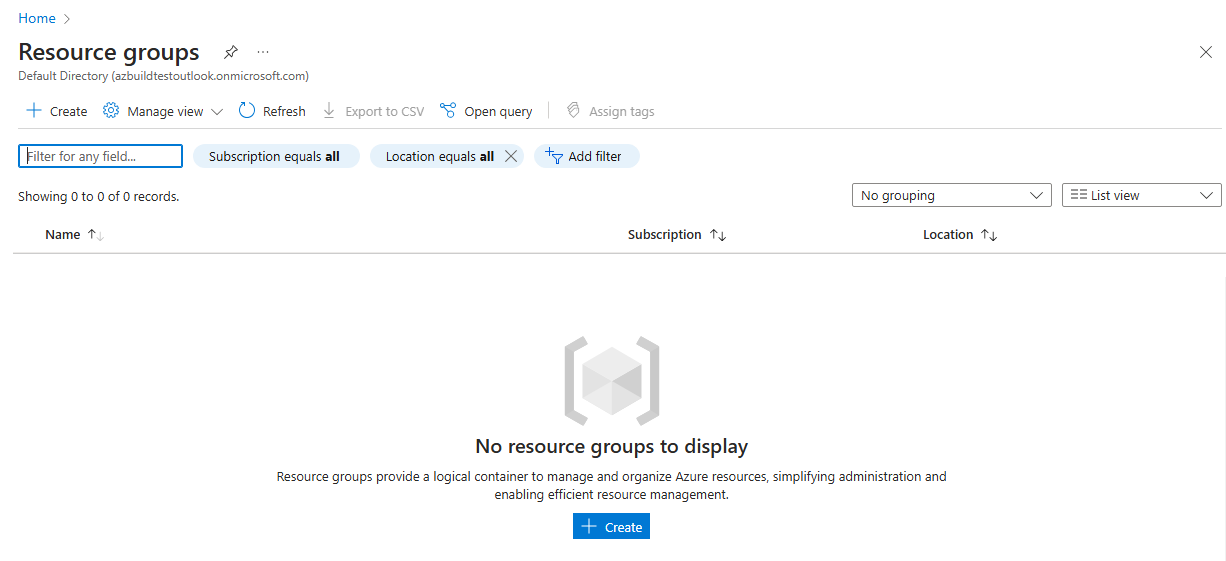 Home
Resource groups ...
Default Directory (azbuildtestoutlook.onmicrosoft.com)
Create Manage view Refresh Export to CSV Open query Assign tags
Filter for any field... Subscription equals all Location equals all Add filter
Showing 0 to 0 of 0 records. No grouping List view
Name Subscription Location
No resource groups to display
Resource groups provide a logical container to manage and organize Azure resources, simplifying administration and
enabling efficient resource management.
Create